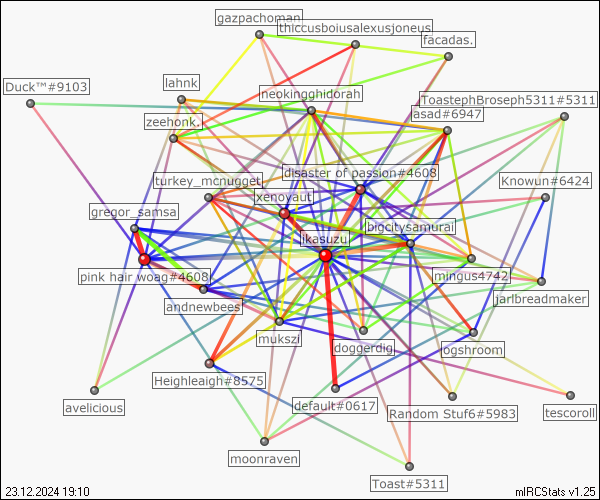 gazpachoman
thiccusboiusalexusjoneus
facadas.
Duck™#9103
lahnk
neokingghidorah
ToastephBroseph5311#5311
asad#6947
zeehonk.
disaster of passion#4608
turkey_mcnugget
Knowun#6424
xenoyaut
gregor_samsa
bigcitysamurai
ikasuzu
pink hair woag#4608
mingus4742
jarlbreadmaker
andnewbees
mukszi
doggerdig
ogshroom
Heighleaigh#8575
avelicious
default#0617
Random Stuf6#5983
tescoroll
moonraven
Toast#5311
23.12.2024 19:10
mIRCStats v1.25